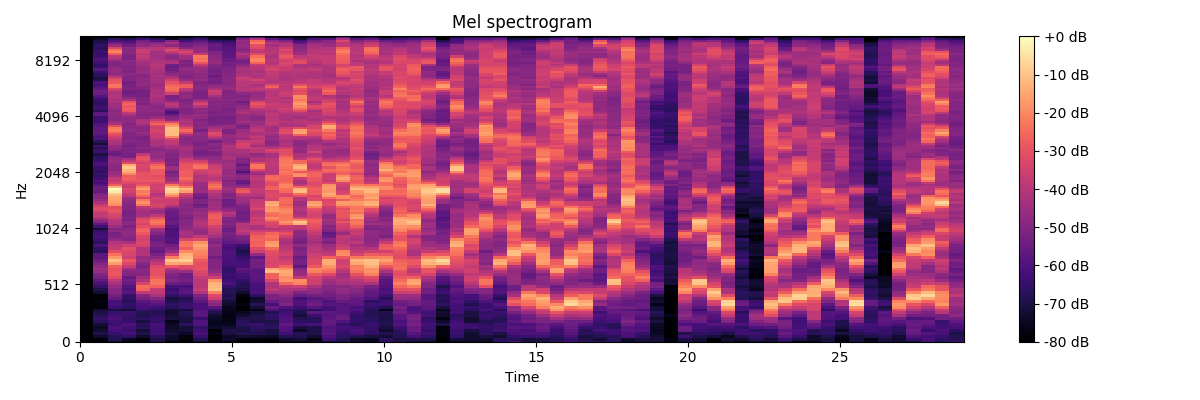 Mel spectrogram
8192
4096
2048
1024
512
0
Hz
0 5 10 15 20 25
Time
+0 dB
-10 dB
-20 dB
-30 dB
-40 dB
-50 dB
-60 dB
-70 dB
-80 dB